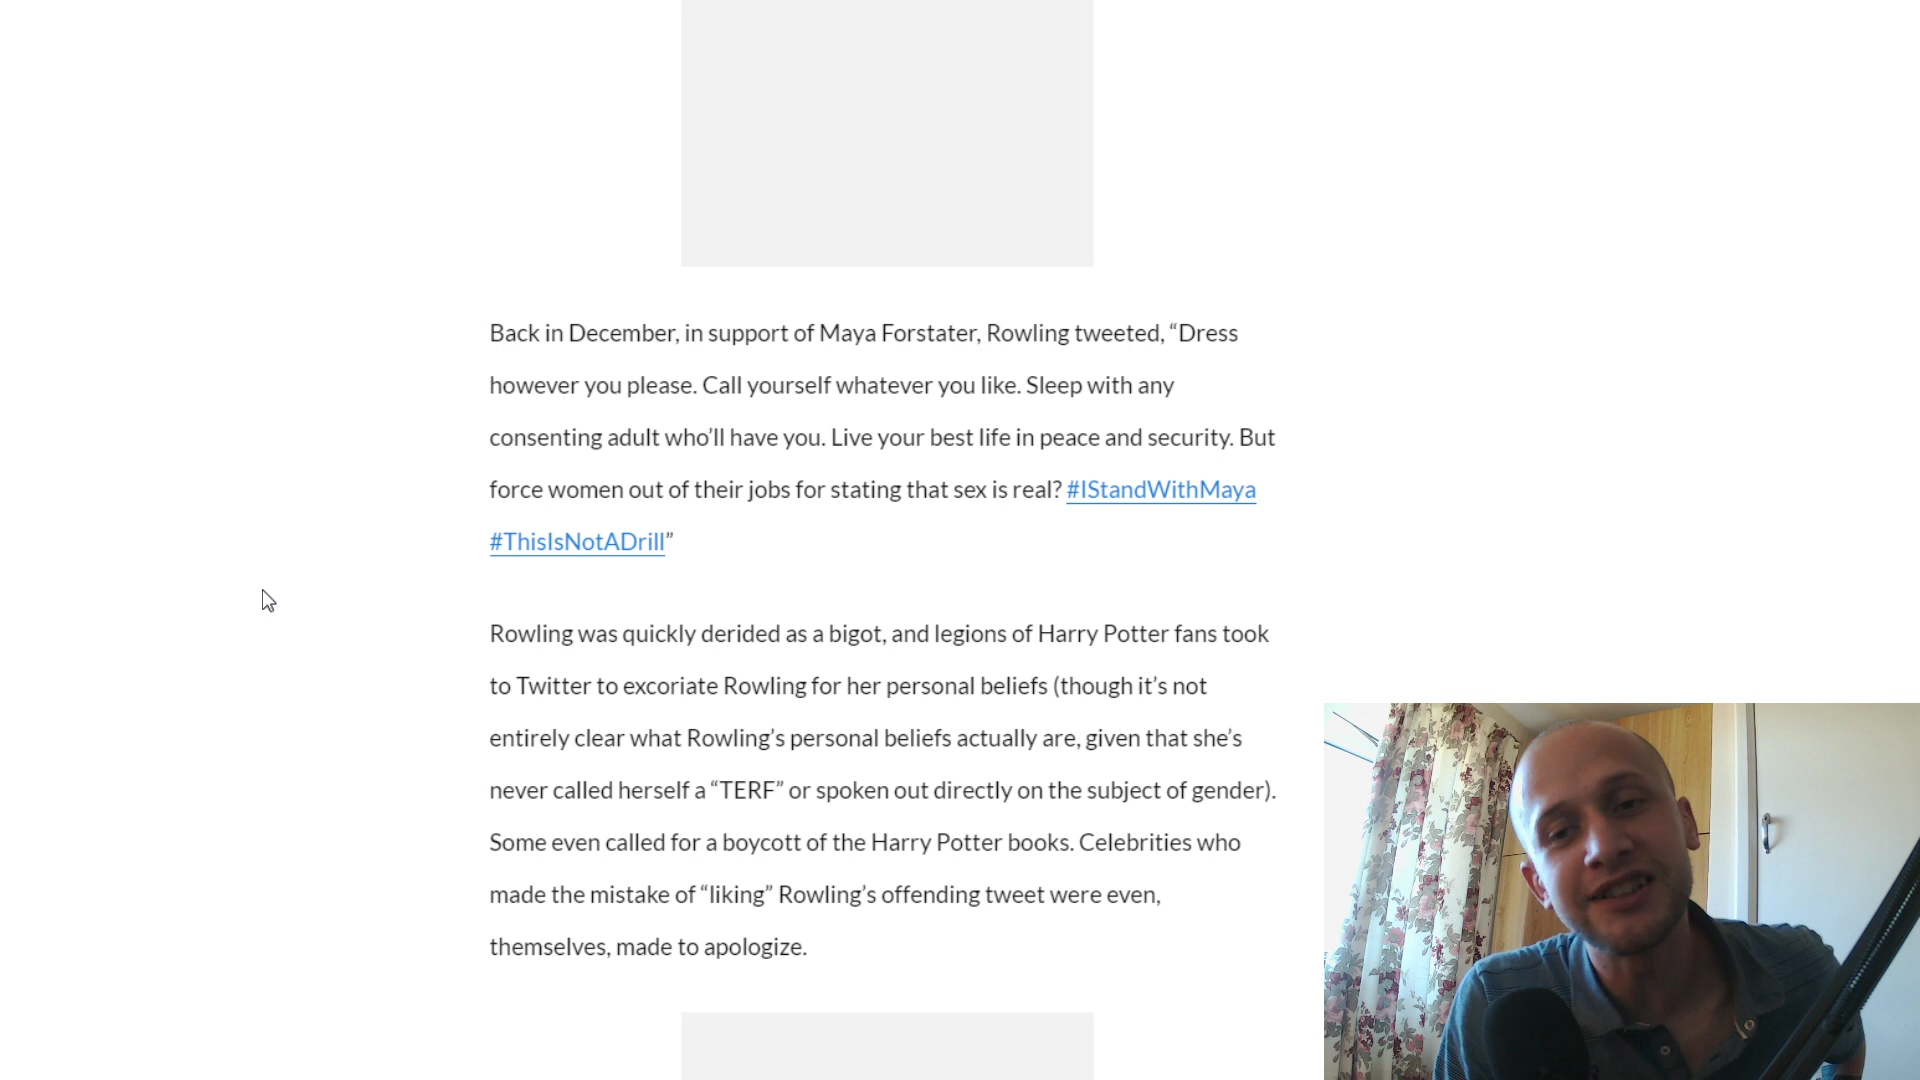 Back in December, in support of Maya Forstater, Rowling tweeted, “Dress
however you please. Call yourself whatever you like. Sleep with any
consenting adult who’ll have you. Live your best life in peace and security. But
force women out of their jobs for stating that sex is real? #IStandWithMaya
#ThisIsNotADrill”
Rowling was quickly derided as a bigot, and legions of Harry Potter fans took
to Twitter to excoriate Rowling for her personal beliefs (though it’s not
entirely clear what Rowling’s personal beliefs actually are, given that she’s
never called herself a “TERF” or spoken out directly on the subject of gender).
Some even called for a boycott of the Harry Potter books. Celebrities who
made the mistake of “liking” Rowling’s offending tweet were even,
themselves, made to apologize.